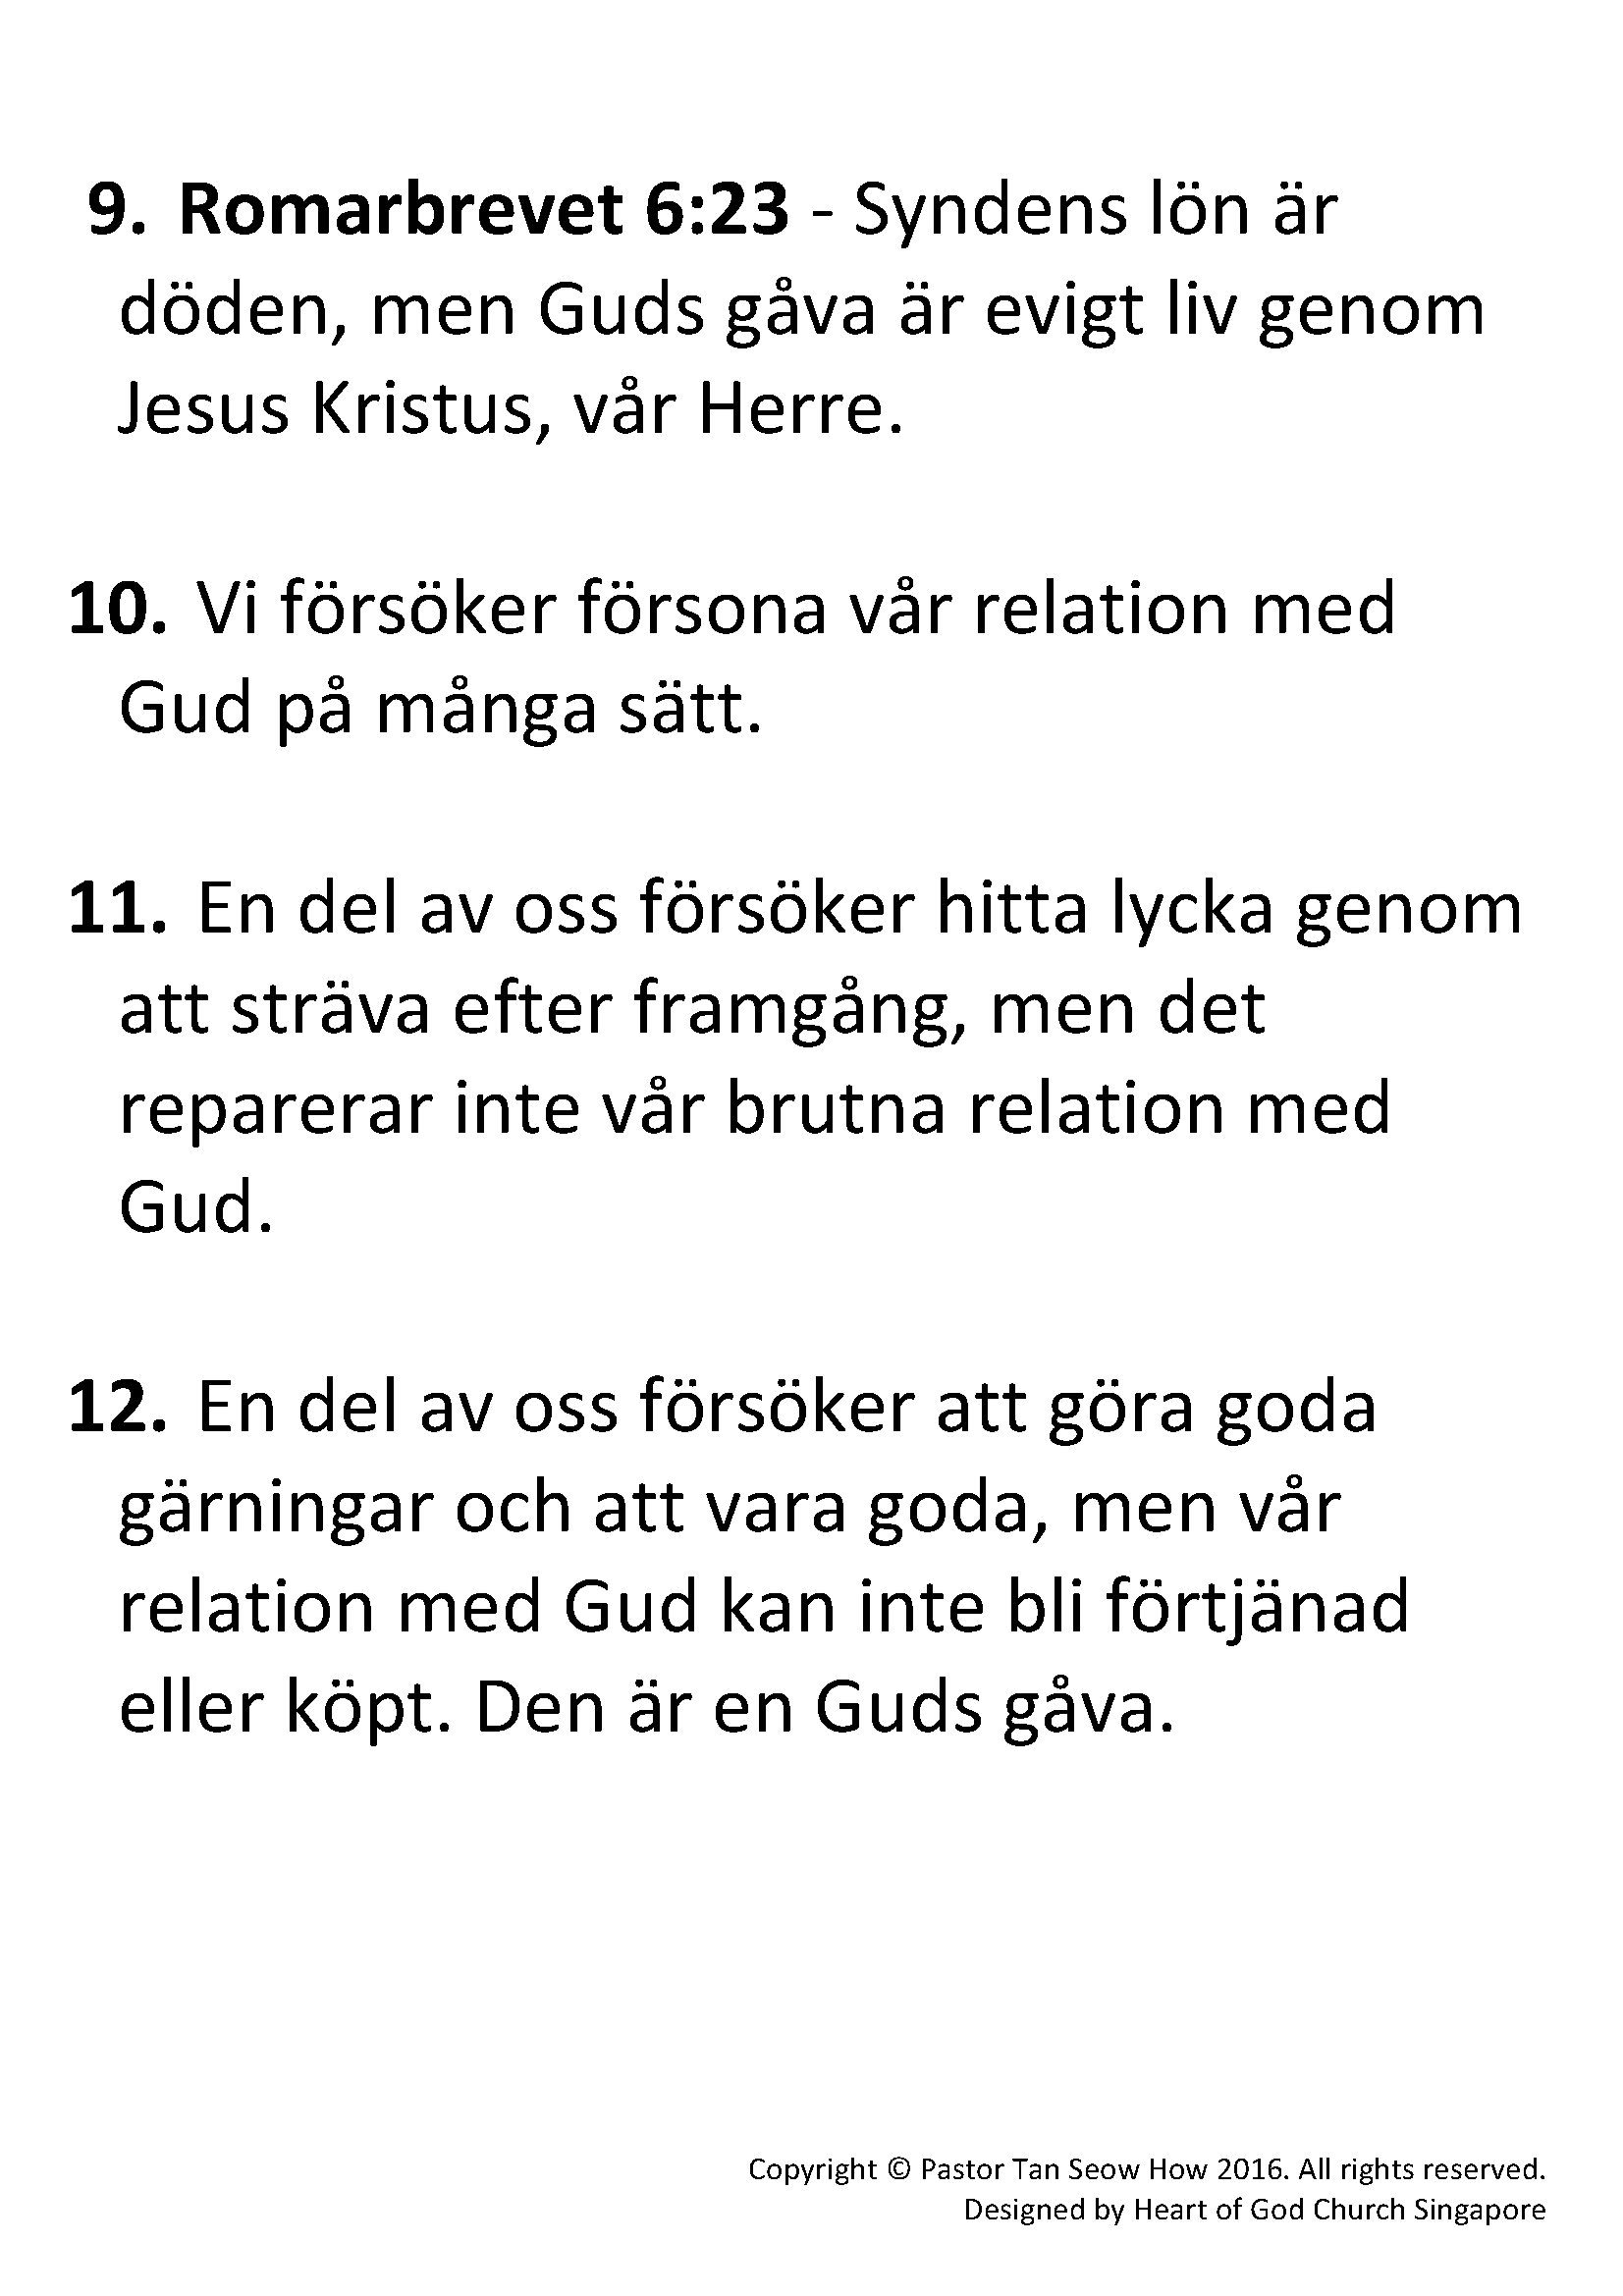 9. Romarbrevet 6:23 - Syndens lön är
döden, men Guds gåva är evigt liv genom
Jesus Kristus, vår Herre.
10. Vi försöker försona vår relation med
Gud på många sätt.
11. En del av oss försöker hitta lycka genom
att sträva efter framgång, men det
reparerar inte vår brutna relation med
Gud.
12. En del av oss försöker att göra goda
gärningar och att vara goda, men vår
relation med Gud kan inte bli förtjänad
eller köpt. Den är en Guds gåva.
Copyright © Pastor Tan Seow How 2016. All rights reserved.
Designed by Heart of God Church Singapore